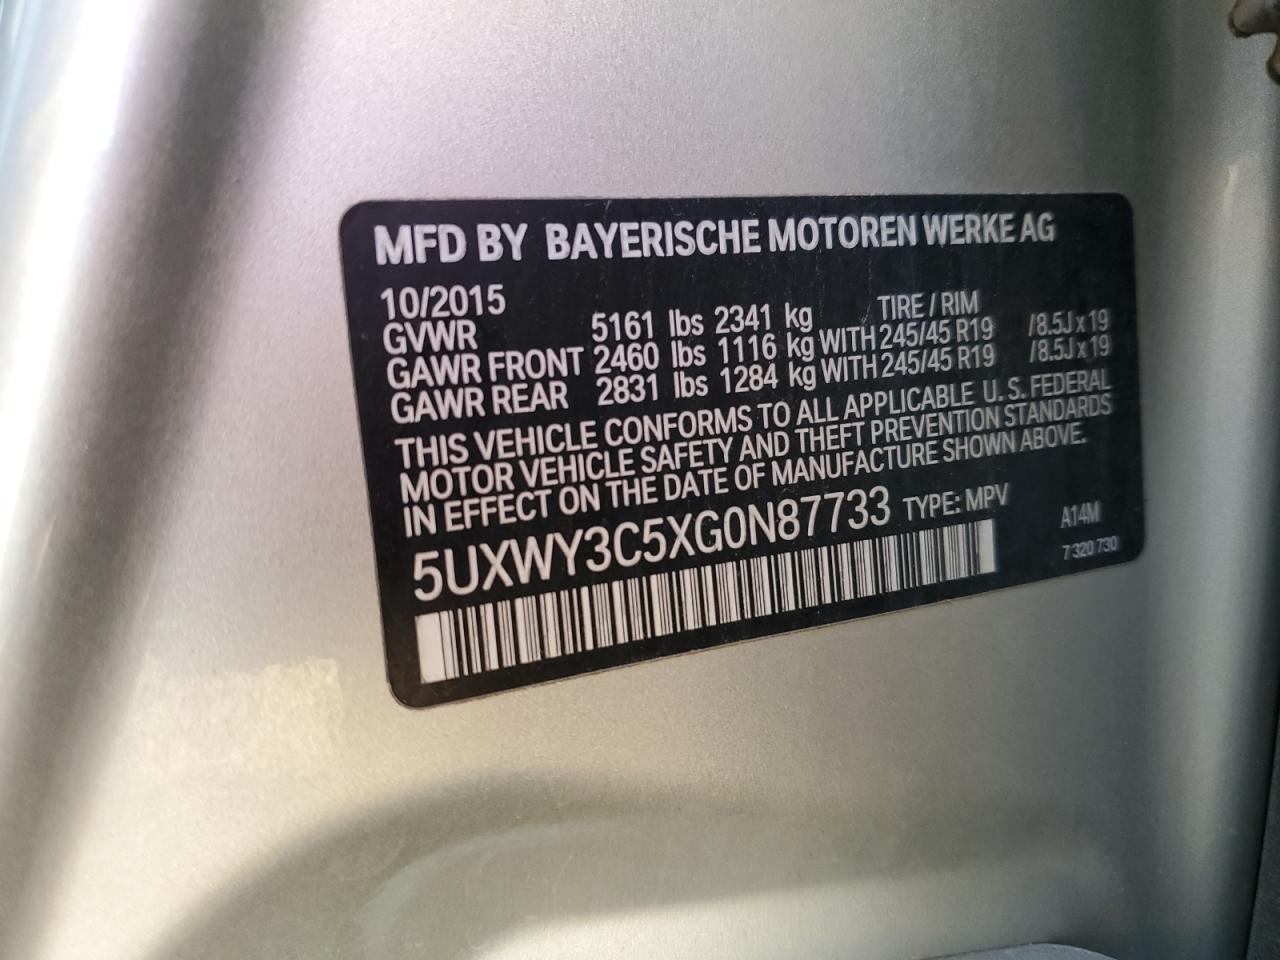 MFD BY BAYERISCHE MOTOREN WERKE AG
10/2015
GVWR 5161 lbs 2341 kg TIRE / RIM
GAWR FRONT 2460 lbs 1116 kg WITH 245/45 R19 /8.5J x 19
GAWR REAR 2831 lbs 1284 kg WITH 245/45 R19 /8.5J x 19
THIS VEHICLE CONFORMS TO ALL APPLICABLE U. S. FEDERAL
MOTOR VEHICLE SAFETY AND THEFT PREVENTION STANDARDS
IN EFFECT ON THE DATE OF MANUFACTURE SHOWN ABOVE.
5UXWY3C5XG0N87733 TYPE: MPV
A14M
7 320 730